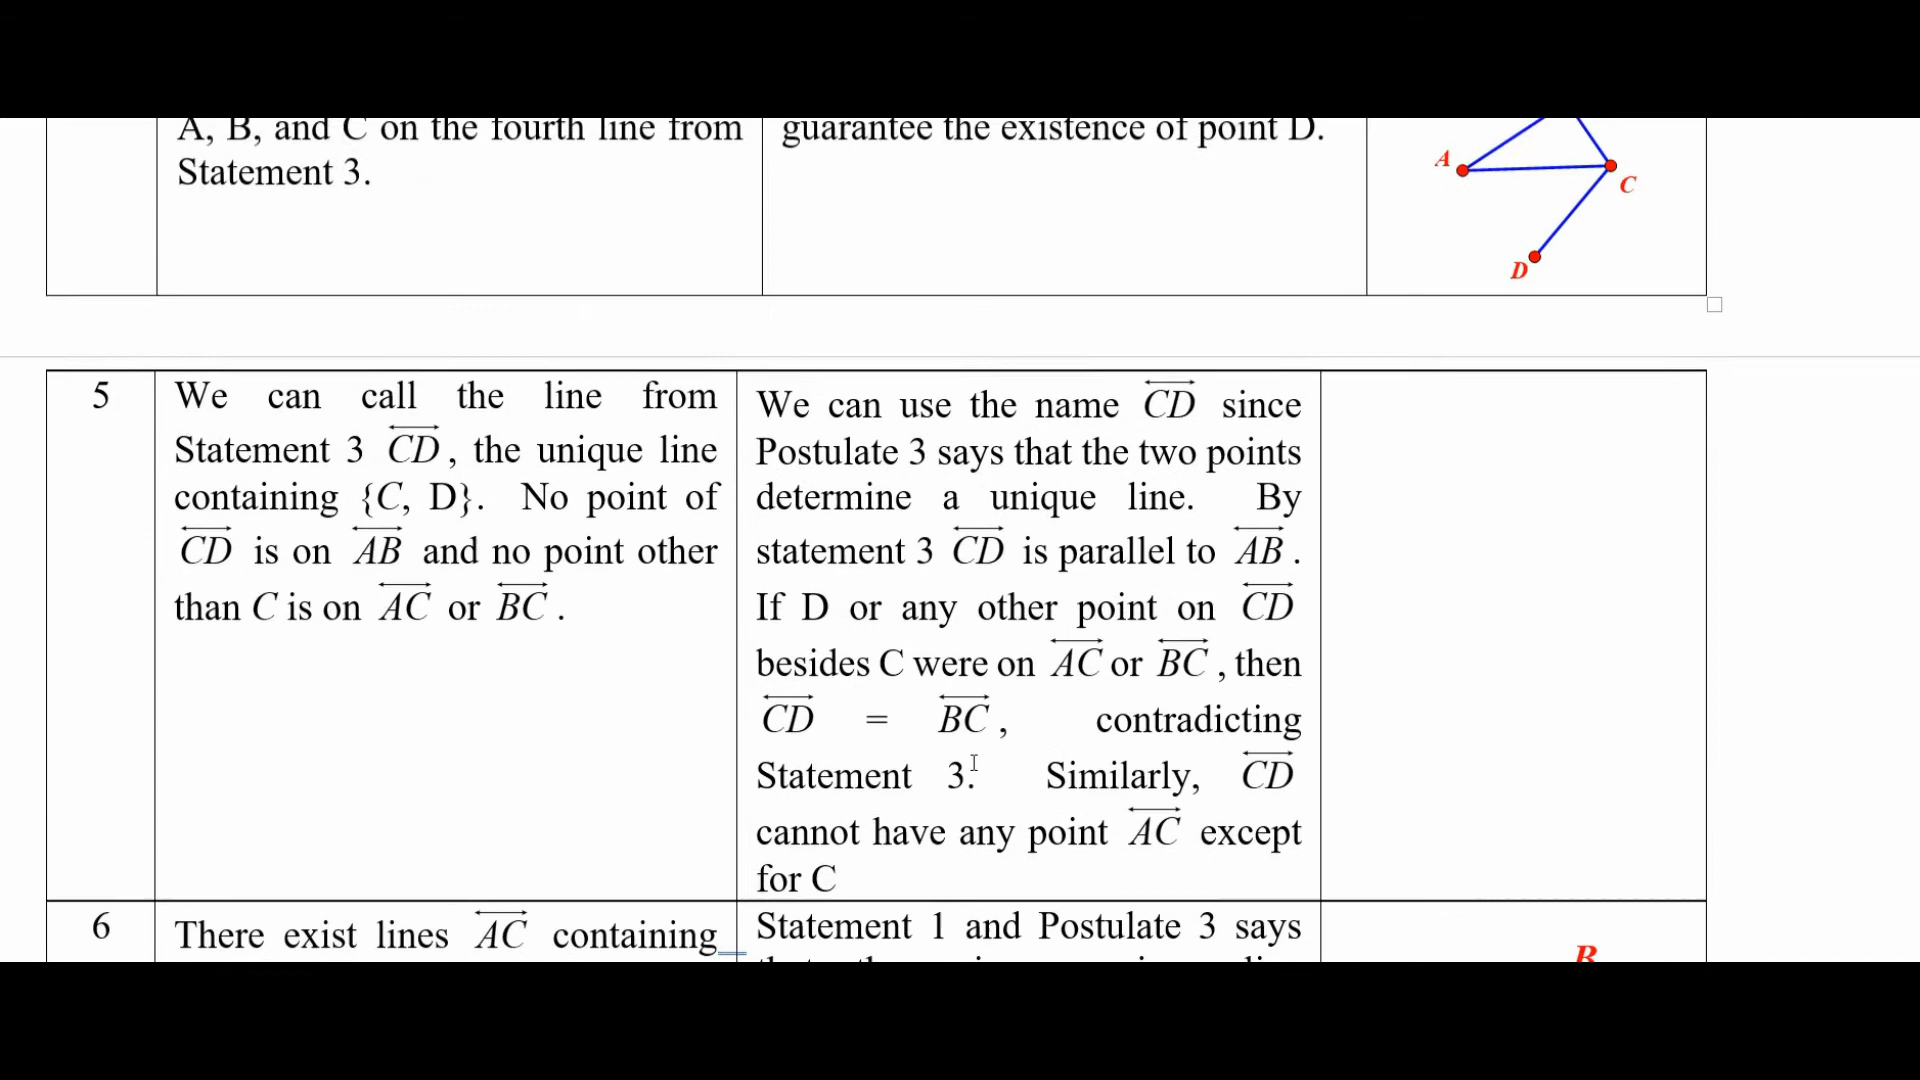 A, B, and C on the fourth line from
Statement 3.
guarantee the existence of point D.
A
C
D
5
We can call the line from
Statement 3 CD, the unique line
containing {C, D}. No point of
CD is on AB and no point other
than C is on AC or BC.
We can use the name CD since
Postulate 3 says that the two points
determine a unique line. By
statement 3 CD is parallel to AB.
If D or any other point on CD
besides C were on AC or BC, then
CD = BC, contradicting
Statement 3. Similarly, CD
cannot have any point AC except
for C
6
There exist lines AC containing
Statement 1 and Postulate 3 says
B